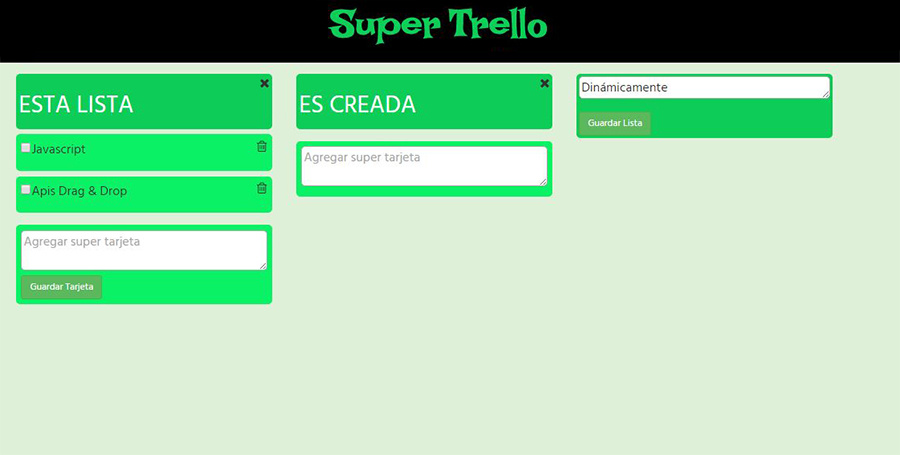 Super Trello
ESTA LISTA
Javascript
Apis Drag & Drop
Agregar super tarjeta
Guardar Tarjeta
ES CREADA
Agregar super tarjeta
Dinámicamente
Guardar Lista